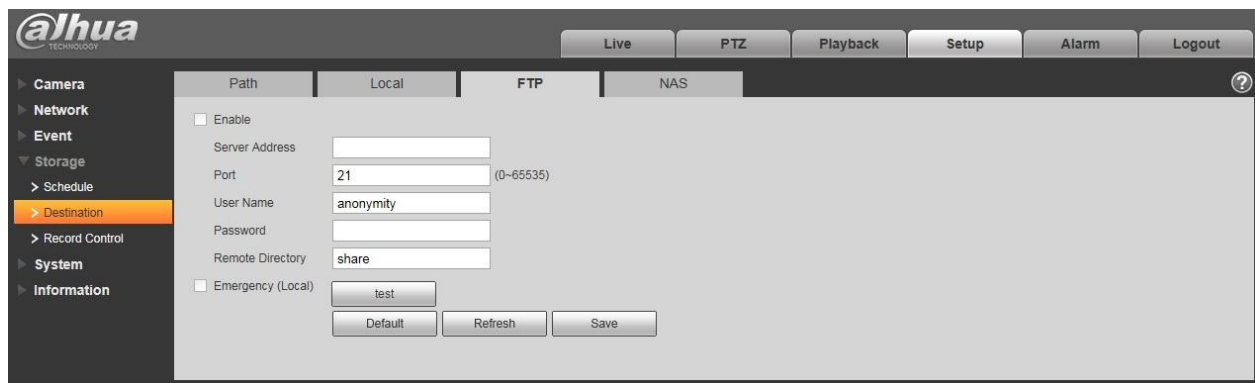 alhua
TECHNOLOGY
Live PTZ Playback Setup Alarm Logout
Camera
Network
Event
Storage
> Schedule
> Destination
> Record Control
System
Information
Path Local FTP NAS
?
Enable
Server Address
Port 21 (0~65535)
User Name anonymity
Password
Remote Directory share
Emergency (Local) test
Default Refresh Save